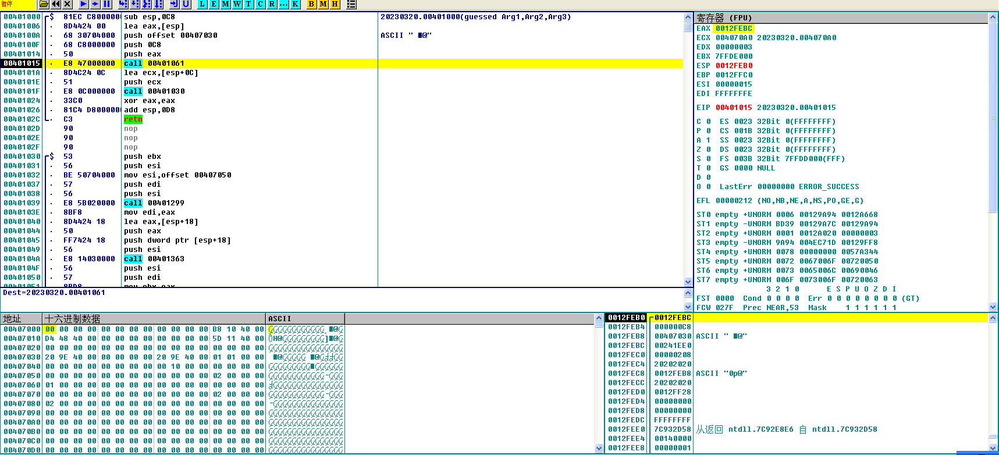 暂停
L E M W T C R ... K B M H
00401000 $ 81EC C8000000 sub esp,0C8 20230320.00401000(guessed Arg1,Arg2,Arg3)
00401006 . 8D4424 00 lea eax,[esp]
0040100A . 68 30704000 push offset 00407030 ASCII " ■@"
0040100F . 68 C8000000 push 0C8
00401014 . 50 push eax
00401015 . E8 47000000 call 00401061
0040101A . 8D4C24 0C lea ecx,[esp+0C]
0040101E . 51 push ecx
0040101F . E8 0C000000 call 00401030
00401024 . 33C0 xor eax,eax
00401026 . 81C4 D8000000 add esp,0D8
0040102C . C3 retn
0040102D 90 nop
0040102E 90 nop
0040102F 90 nop
00401030 $ 53 push ebx
00401031 . 56 push esi
00401032 . BE 50704000 mov esi,offset 00407050
00401037 . 57 push edi
00401038 . 56 push esi
00401039 . E8 5B020000 call 00401299
0040103E . 8BF8 mov edi,eax
00401040 . 8D4424 18 lea eax,[esp+18]
00401044 . 50 push eax
00401045 . FF7424 18 push dword ptr [esp+18]
00401049 . 56 push esi
0040104A . E8 14030000 call 00401363
0040104F . 56 push esi
00401050 . 57 push edi
Dest=20230320.00401061
寄存器 (FPU)
EAX 0012FEBC
ECX 004070A0 20230320.004070A0
EDX 00000003
EBX 7FFDE000
ESP 0012FEB0
EBP 0012FFC0
ESI 00000015
EDI FFFFFFFE
EIP 00401015 20230320.00401015
C 0 ES 0023 32Bit 0(FFFFFFFF)
P 0 CS 001B 32Bit 0(FFFFFFFF)
A 1 SS 0023 32Bit 0(FFFFFFFF)
Z 0 DS 0023 32Bit 0(FFFFFFFF)
S 0 FS 003B 32Bit 7FFDD000(FFF)
T 0 GS 0000 NULL
D 0
O 0 LastErr 00000000 ERROR_SUCCESS
EFL 00000212 (NO,NB,NE,A,NS,PO,GE,G)
ST0 empty +UNORM 0006 00129A94 0012A668
ST1 empty -UNORM BD39 00129A7C 00129A94
ST2 empty +UNORM 0001 0012A020 00000003
ST3 empty -UNORM 9A94 004EC71D 00129FF8
ST4 empty +UNORM 0078 00000000 0057A344
ST5 empty +UNORM 0072 0067006F 00720050
ST6 empty +UNORM 0073 0065006C 00690046
ST7 empty +UNORM 006F 0073006F 00720063
3 2 1 0 E S P U O Z D I
FST 0000 Cond 0 0 0 0 Err 0 0 0 0 0 0 0 0 (GT)
FCW 027F Prec NEAR,53 Mask 1 1 1 1 1 1
地址 十六进制数据 ASCII
00407000 00 00 00 00 00 00 00 00 00 00 00 00 B8 10 40 00
00407010 D4 48 40 00 00 00 00 00 00 00 00 00 5D 11 40 00
00407020 00 00 00 00 00 00 00 00 00 00 00 00 00 00 00 00
00407030 20 9E 40 00 00 00 00 00 20 9E 40 00 01 01 00 00
00407040 00 00 00 00 00 00 00 00 00 10 00 00 00 00 00 00
00407050 00 00 00 00 00 00 00 00 00 00 00 00 02 00 00 00
00407060 01 00 00 00 00 00 00 00 00 00 00 00 00 00 00 00
00407070 00 00 00 00 00 00 00 00 00 00 00 00 02 00 00 00
00407080 02 00 00 00 00 00 00 00 00 00 00 00 00 00 00 00
00407090 00 00 00 00 00 00 00 00 00 00 00 00 00 00 00 00
004070A0 00 00 00 00 00 00 00 00 00 00 00 00 00 00 00 00
004070B0 00 00 00 00 00 00 00 00 00 00 00 00 00 00 00 00
004070C0 00 00 00 00 00 00 00 00 00 00 00 00 00 00 00 00
004070D0 00 00 00 00 00 00 00 00 00 00 00 00 00 00 00 00
0012FEB0 0012FEBC
0012FEB4 000000C8
0012FEB8 00407030 ASCII " ■@"
0012FEBC 00241EE0
0012FEC0 00000208
0012FEC4 20202020
0012FEC8 0012FEB8 ASCII "0p@"
0012FECC 20202020
0012FED0 0012FF28
0012FED4 00000000
0012FED8 00000000
0012FEDC FFFFFFFF
0012FEE0 7C932D58 从返回 ntdll.7C92E8E6 自 ntdll.7C932D58
0012FEE4 00140000
0012FEE8 00000001